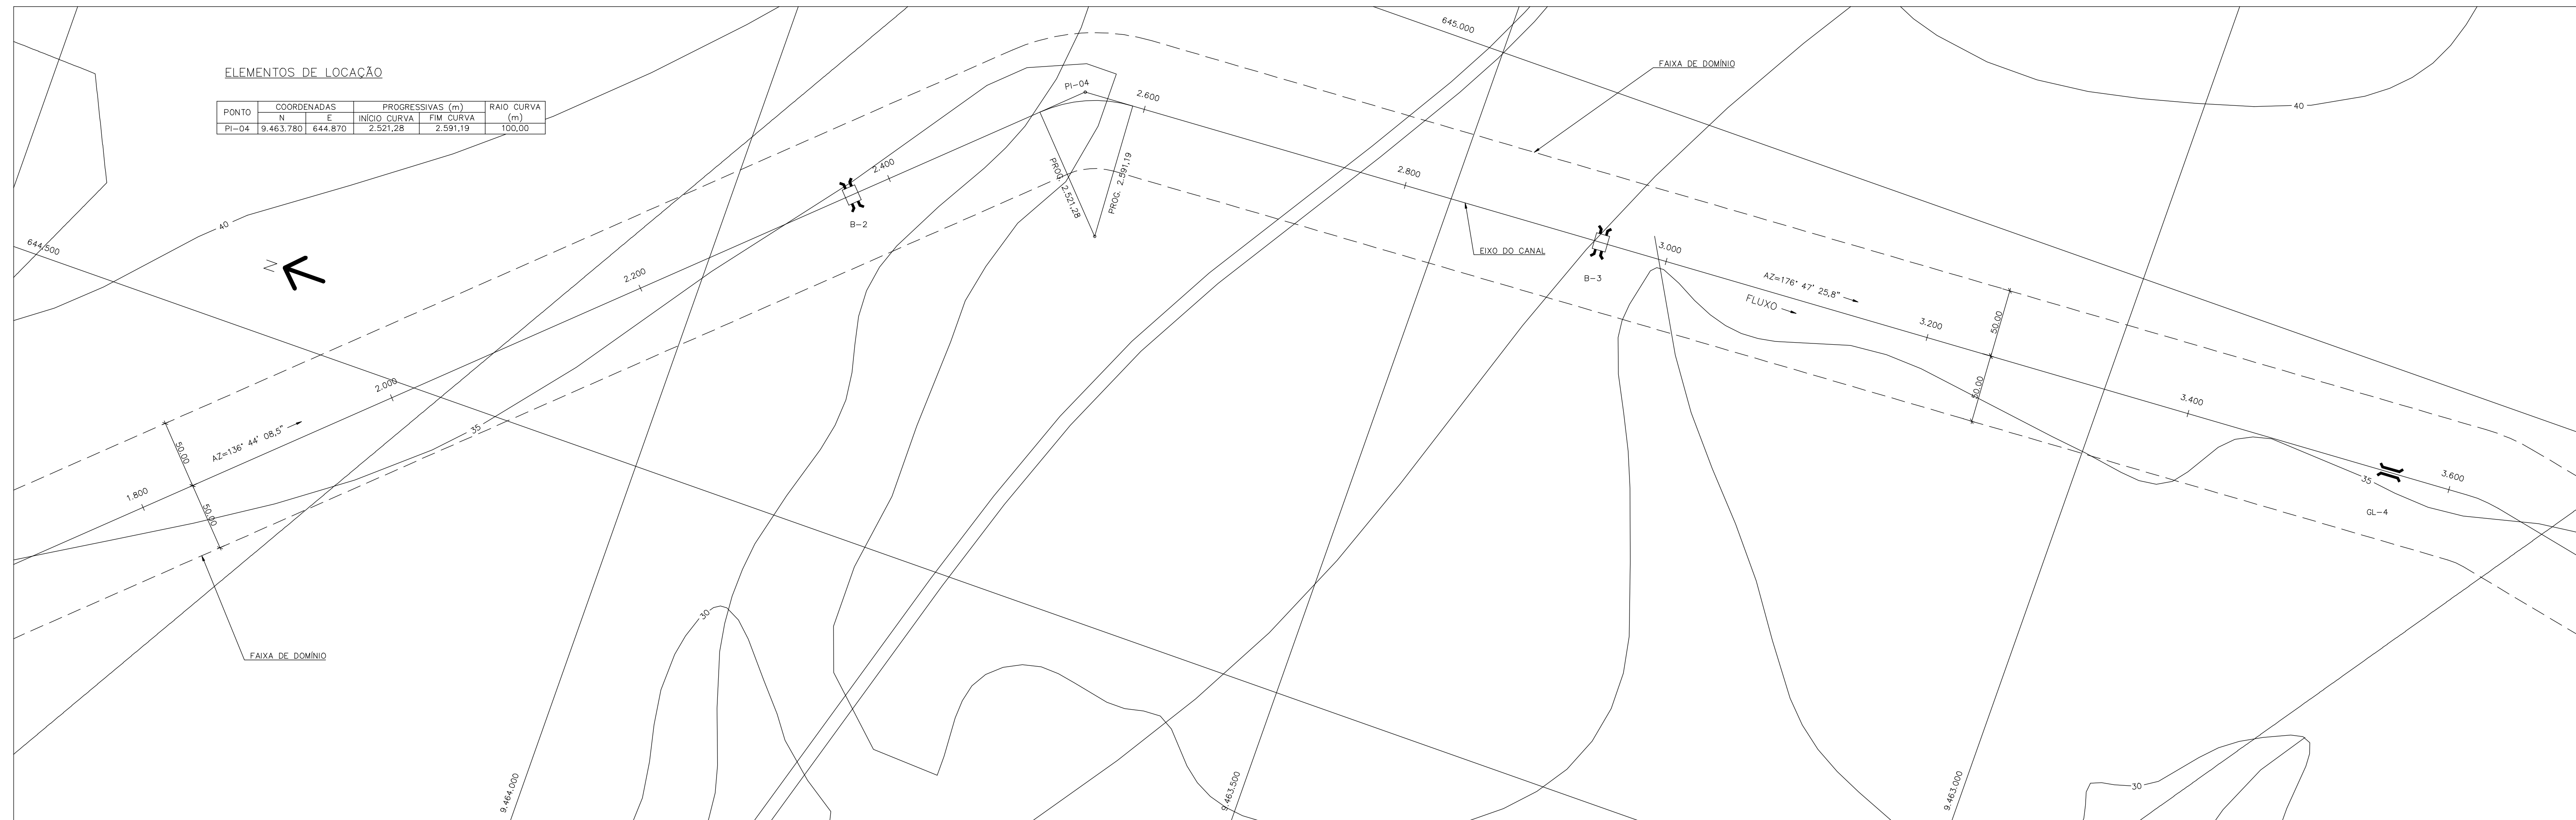 ELEMENTOS DE LOCAÇÃO
PONTO COORDENADAS PROGRESSIVAS (m) RAIO CURVA
N E INÍCIO CURVA FIM CURVA (m)
PI-04 9.463.780 644.870 2.521,28 2.591,19 100,00
645.000
FAIXA DE DOMÍNIO
PI-04
2.600
40
2.400
2.800
PROG. 2.521,28
PROG. 2.591,19
B-2
40
644.500
N
2.200
EIXO DO CANAL
3.000
B-3
AZ=176° 47' 25,8"
FLUXO
3.200
50.00
50.00
2.000
3.400
35
AZ=136° 44' 08,5"
50.00
50.00
1.800
3.600
35
GL-4
30
FAIXA DE DOMÍNIO
9.464.000
9.463.500
9.463.000
30